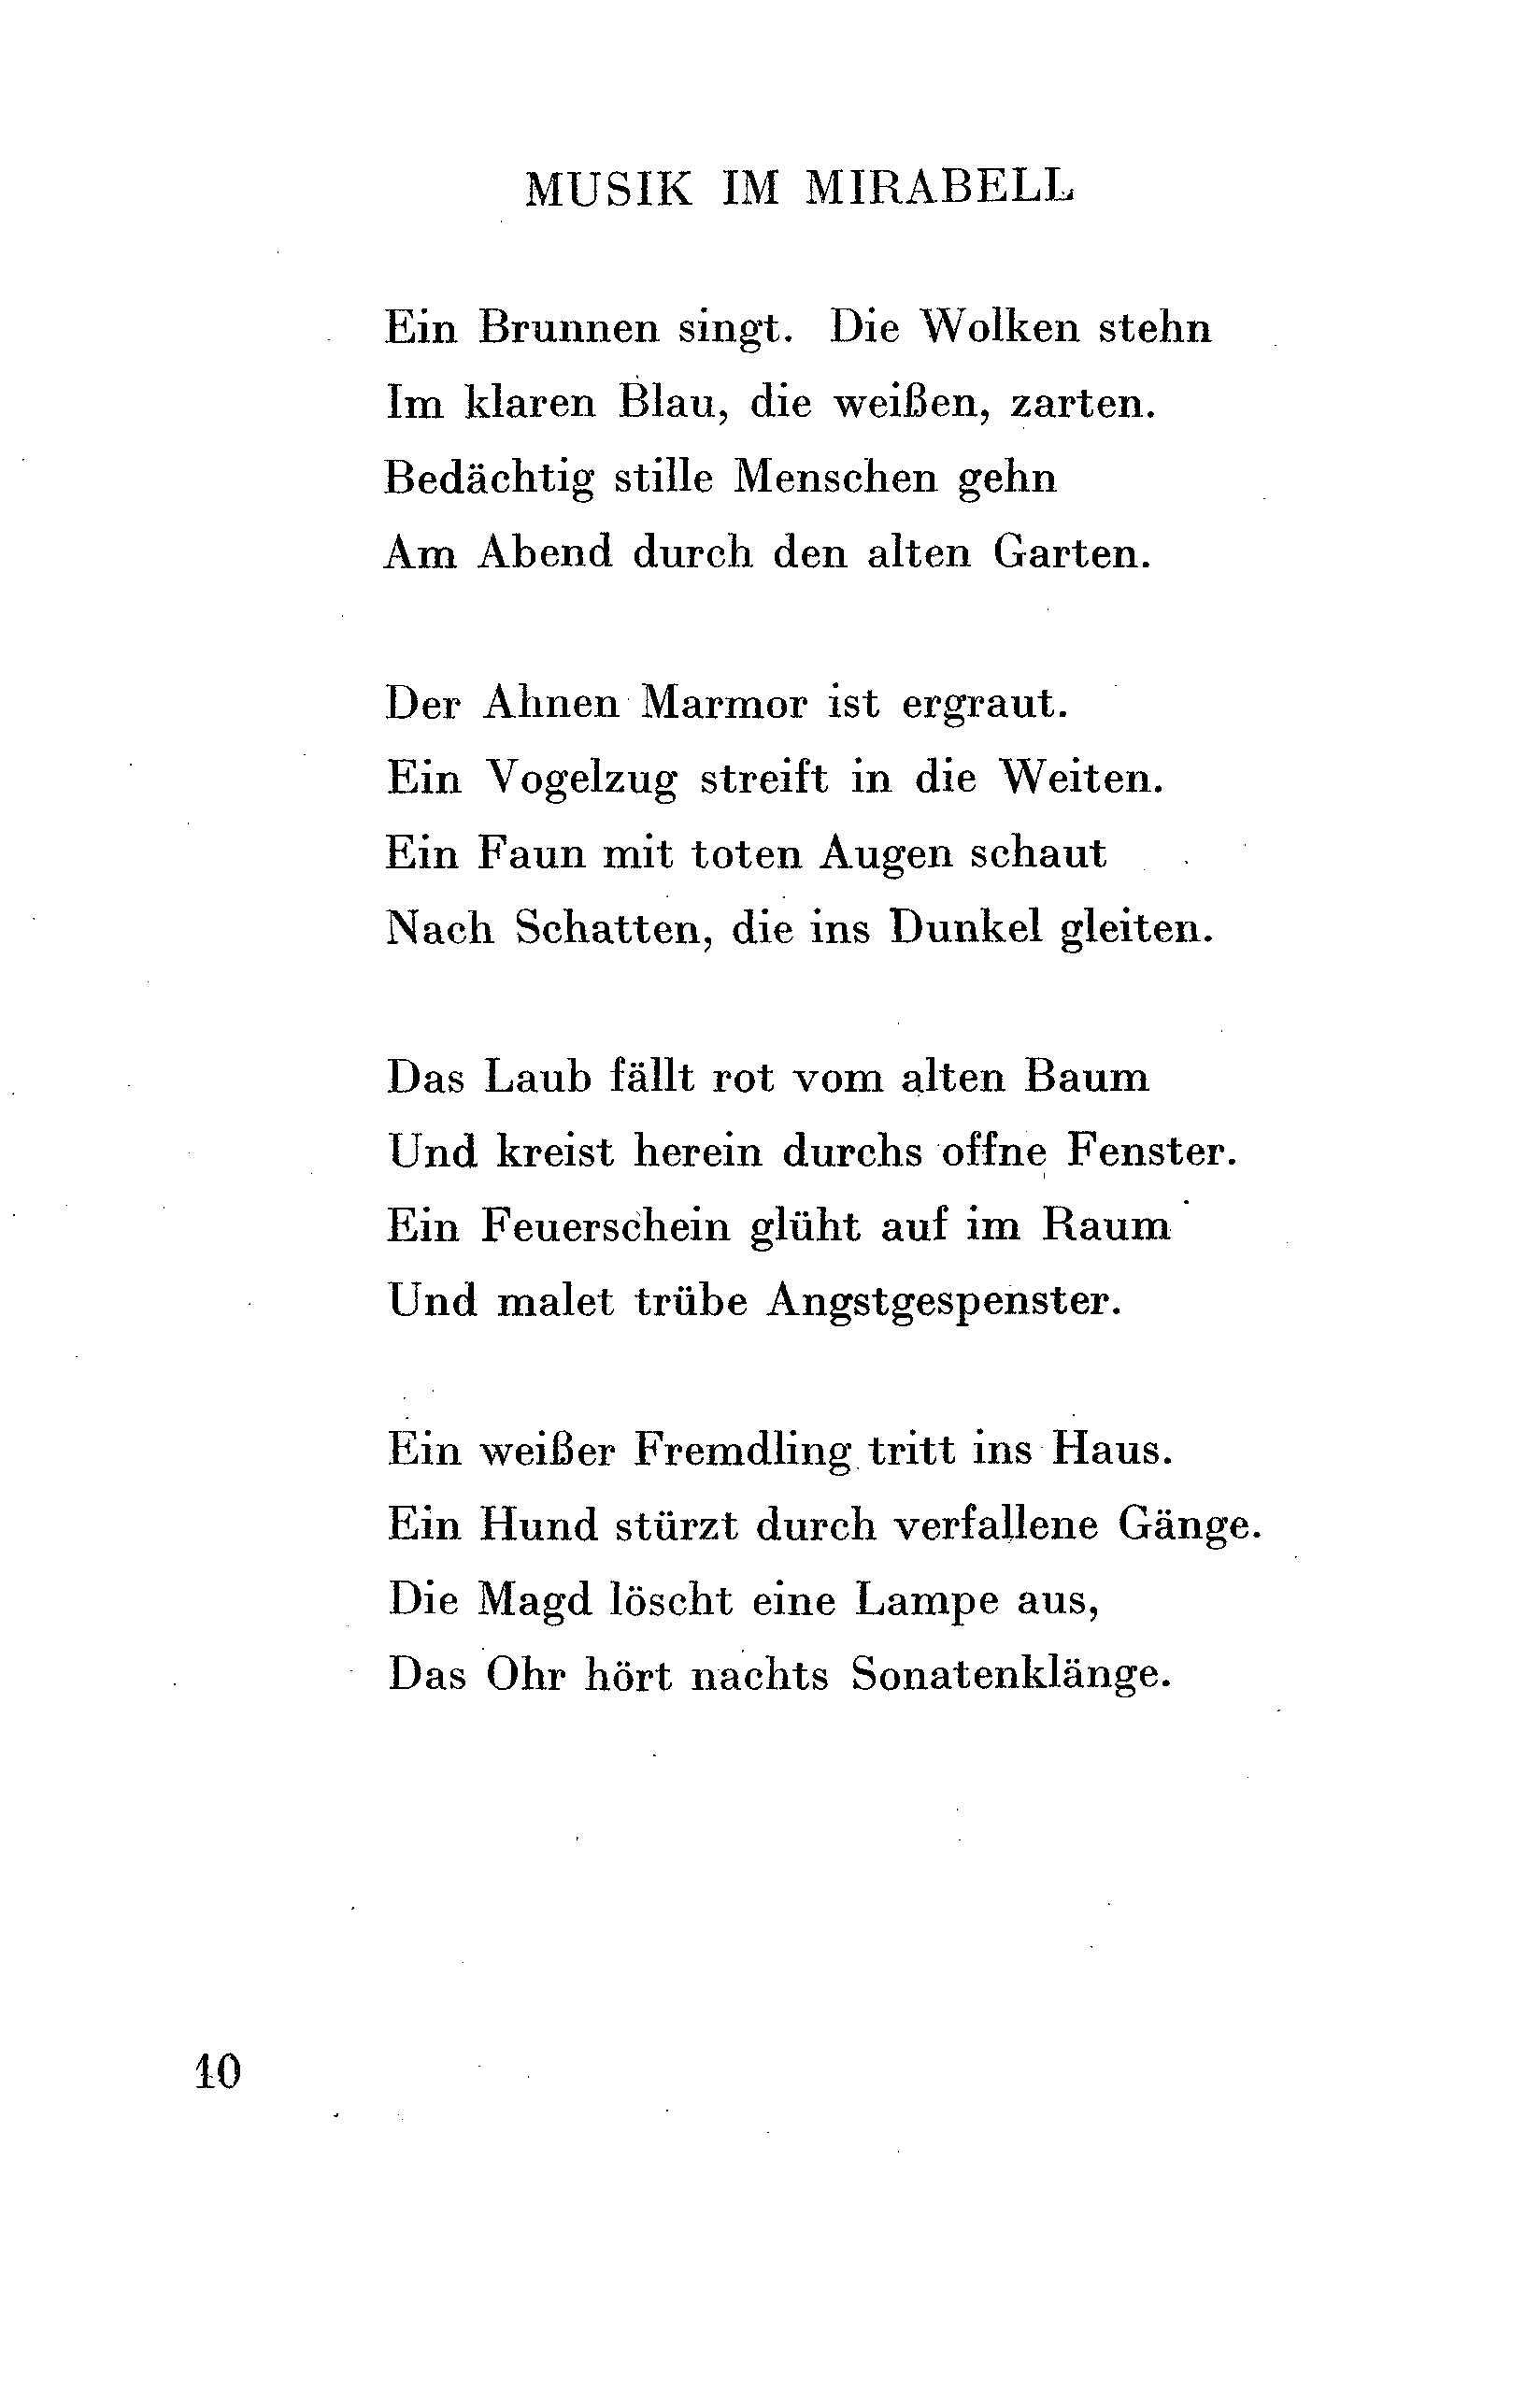 MUSIK IM MIRABELL
Ein Brunnen singt. Die Wolken stehn
Im klaren Blau, die weißen, zarten.
Bedächtig stille Menschen gehn
Am Abend durch den alten Garten.
Der Ahnen Marmor ist ergraut.
Ein Vogelzug streift in die Weiten.
Ein Faun mit toten Augen schaut
Nach Schatten, die ins Dunkel gleiten.
Das Laub fällt rot vom alten Baum
Und kreist herein durchs offne Fenster.
Ein Feuerschein glüht auf im Raum
Und malet trübe Angstgespenster.
Ein weißer Fremdling tritt ins Haus.
Ein Hund stürzt durch verfallene Gänge.
Die Magd löscht eine Lampe aus,
Das Ohr hört nachts Sonatenklänge.
10